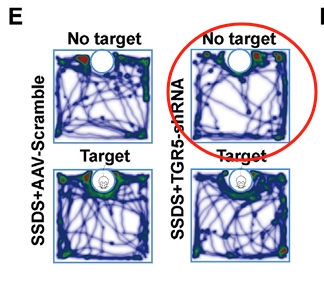 E
No target
No target
SSDS+AAV-Scramble
SSDS+TGR5-shRNA
Target
Target